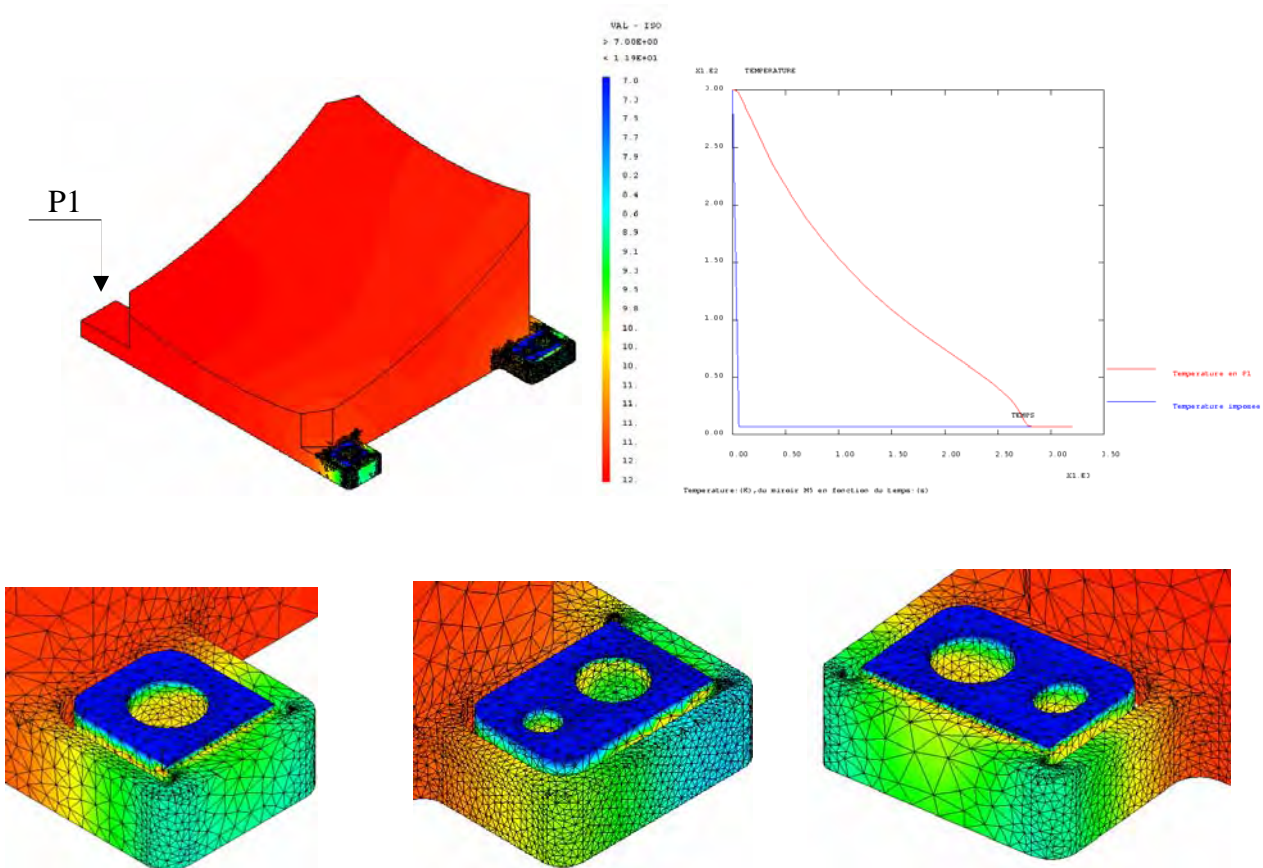 VAL - ISO
> 7.00E+00
< 1.19E+01
7.0
7.3
7.5
7.7
7.9
8.2
8.4
8.6
8.9
9.1
9.3
9.5
9.8
10.
10.
10.
11.
11.
11.
11.
12.
P1
X1.E2 TEMPERATURE
3.00
2.50
2.00
1.50
1.00
0.50
0.00
0.00 0.50 1.00 1.50 2.00 2.50 3.00 3.50
TEMPS
X1.E3
Temperature en P1
Temperature imposee
Temperature (K), du miroir M5 en fonction du temps (s)